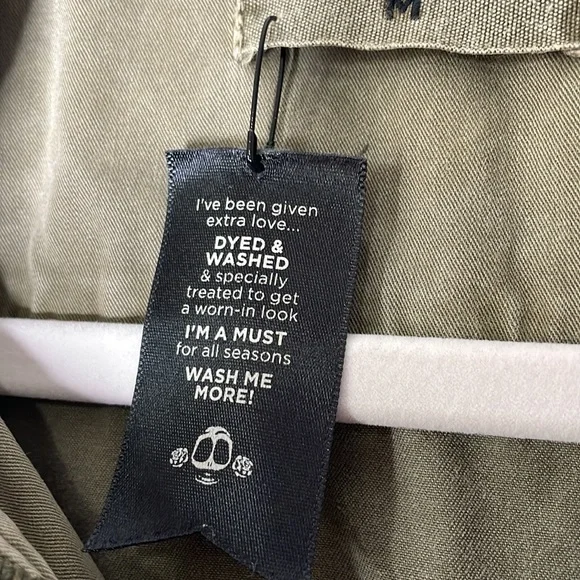 M
I've been given
extra love...
DYED &
WASHED
& specially
treated to get
a worn-in look
I'M A MUST
for all seasons
WASH ME
MORE!